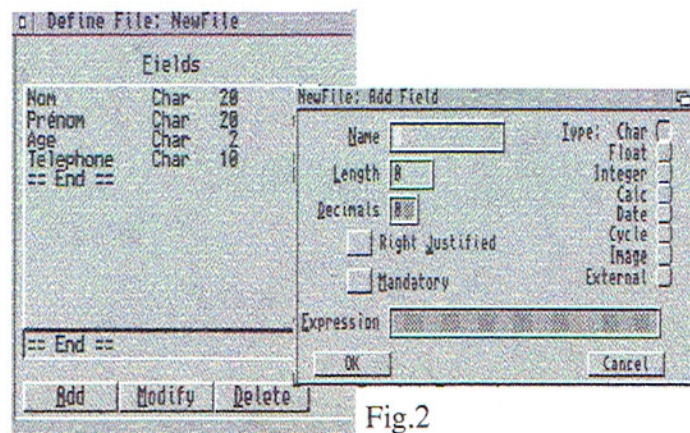 Define File: NewFile
Fields
Nom Char 20
Prénom Char 20
Age Char 2
Telephone Char 10
== End ==
== End ==
Add Modify Delete
NewFile: Add Field
Name
Length 0
Decimals 0
Right Justified
Mandatory
Type: Char
Float
Integer
Calc
Date
Cycle
Image
External
Expression
OK Cancel
Fig.2